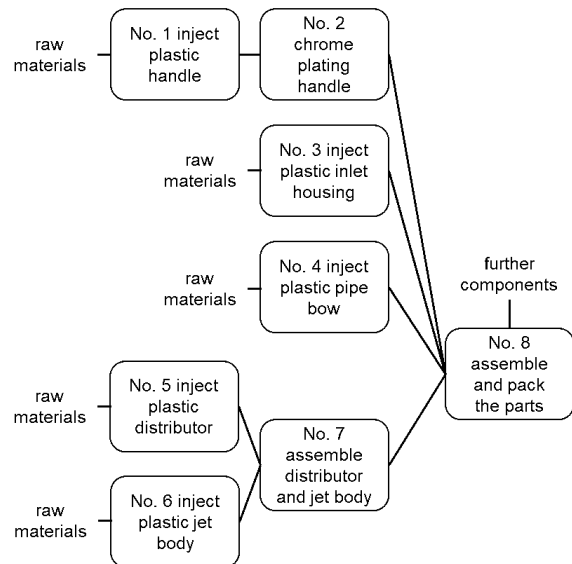 raw
materials
No. 1 inject
plastic
handle
No. 2
chrome
plating
handle
raw
materials
No. 3 inject
plastic inlet
housing
raw
materials
No. 4 inject
plastic pipe
bow
further
components
No. 8
assemble
and pack
the parts
raw
materials
No. 5 inject
plastic
distributor
No. 7
assemble
distributor
and jet body
raw
materials
No. 6 inject
plastic jet
body